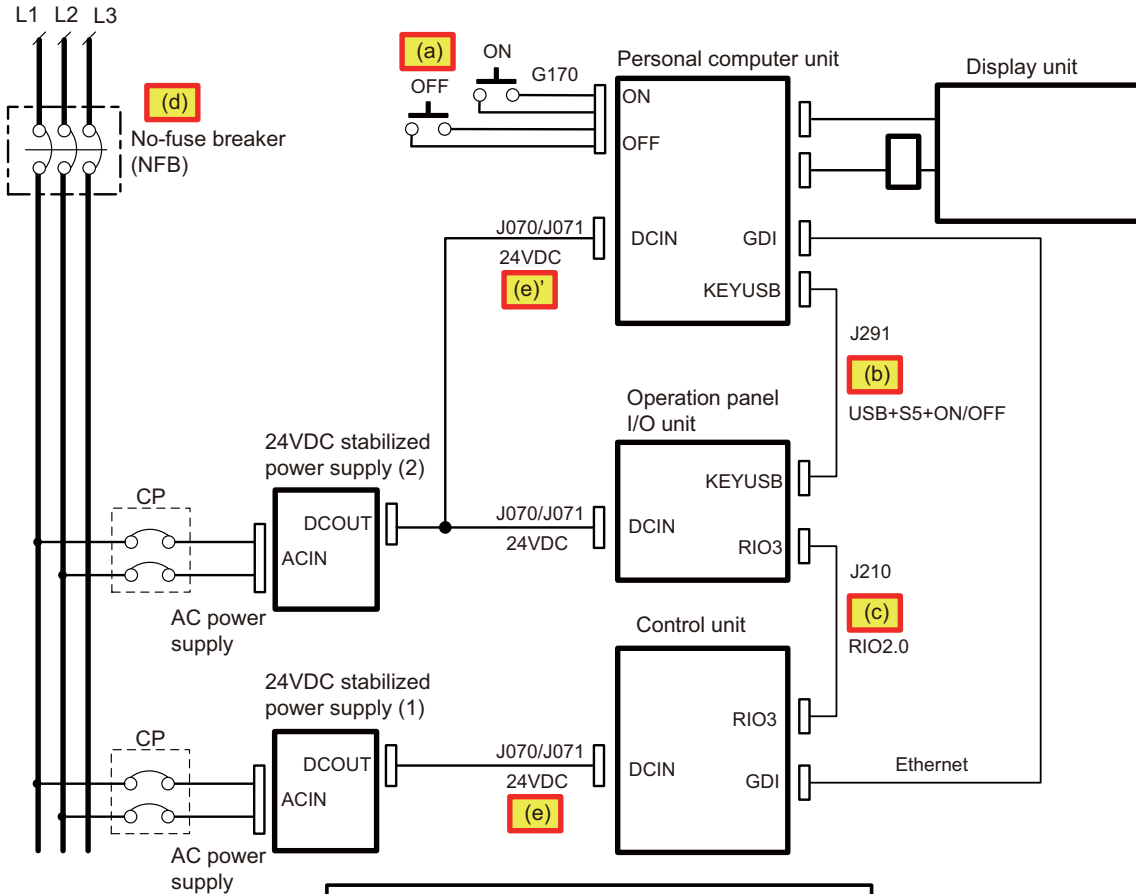 L1 L2 L3
(a)
ON
OFF
G170
Personal computer unit
Display unit
(d)
No-fuse breaker
(NFB)
ON
OFF
J070/J071
24VDC
(e)’
DCIN
GDI
KEYUSB
J291
(b)
USB+S5+ON/OFF
Operation panel
I/O unit
24VDC stabilized
power supply (2)
CP
DCOUT
ACIN
J070/J071
24VDC
DCIN
KEYUSB
RIO3
J210
(c)
RIO2.0
AC power
supply
Control unit
24VDC stabilized
power supply (1)
CP
DCOUT
ACIN
J070/J071
24VDC
(e)
DCIN
RIO3
GDI
Ethernet
AC power
supply